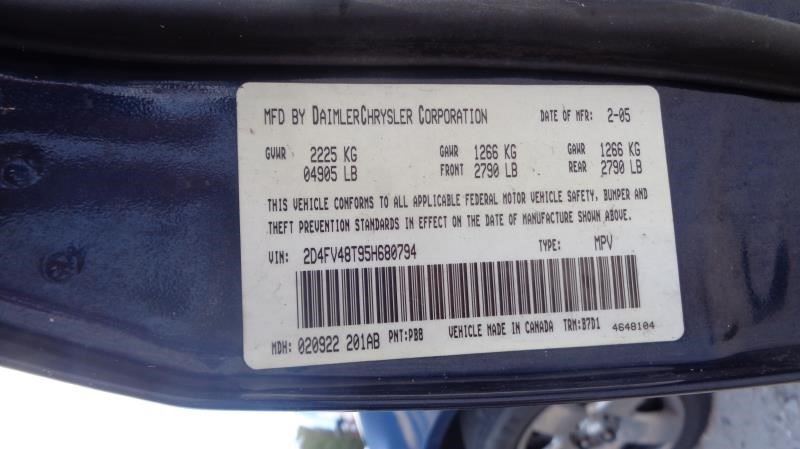 MFD BY DAIMLERCHRYSLER CORPORATION DATE OF MFR: 2-05
GVWR 2225 KG GAWR 1266 KG GAWR 1266 KG
04905 LB FRONT 2790 LB REAR 2790 LB
THIS VEHICLE CONFORMS TO ALL APPLICABLE FEDERAL MOTOR VEHICLE SAFETY, BUMPER AND
THEFT PREVENTION STANDARDS IN EFFECT ON THE DATE OF MANUFACTURE SHOWN ABOVE.
VIN: 2D4FV48T95H680794 TYPE: MPV
MDH: 020922 201AB PNT:PBB VEHICLE MADE IN CANADA TRM:B7D1 4648104